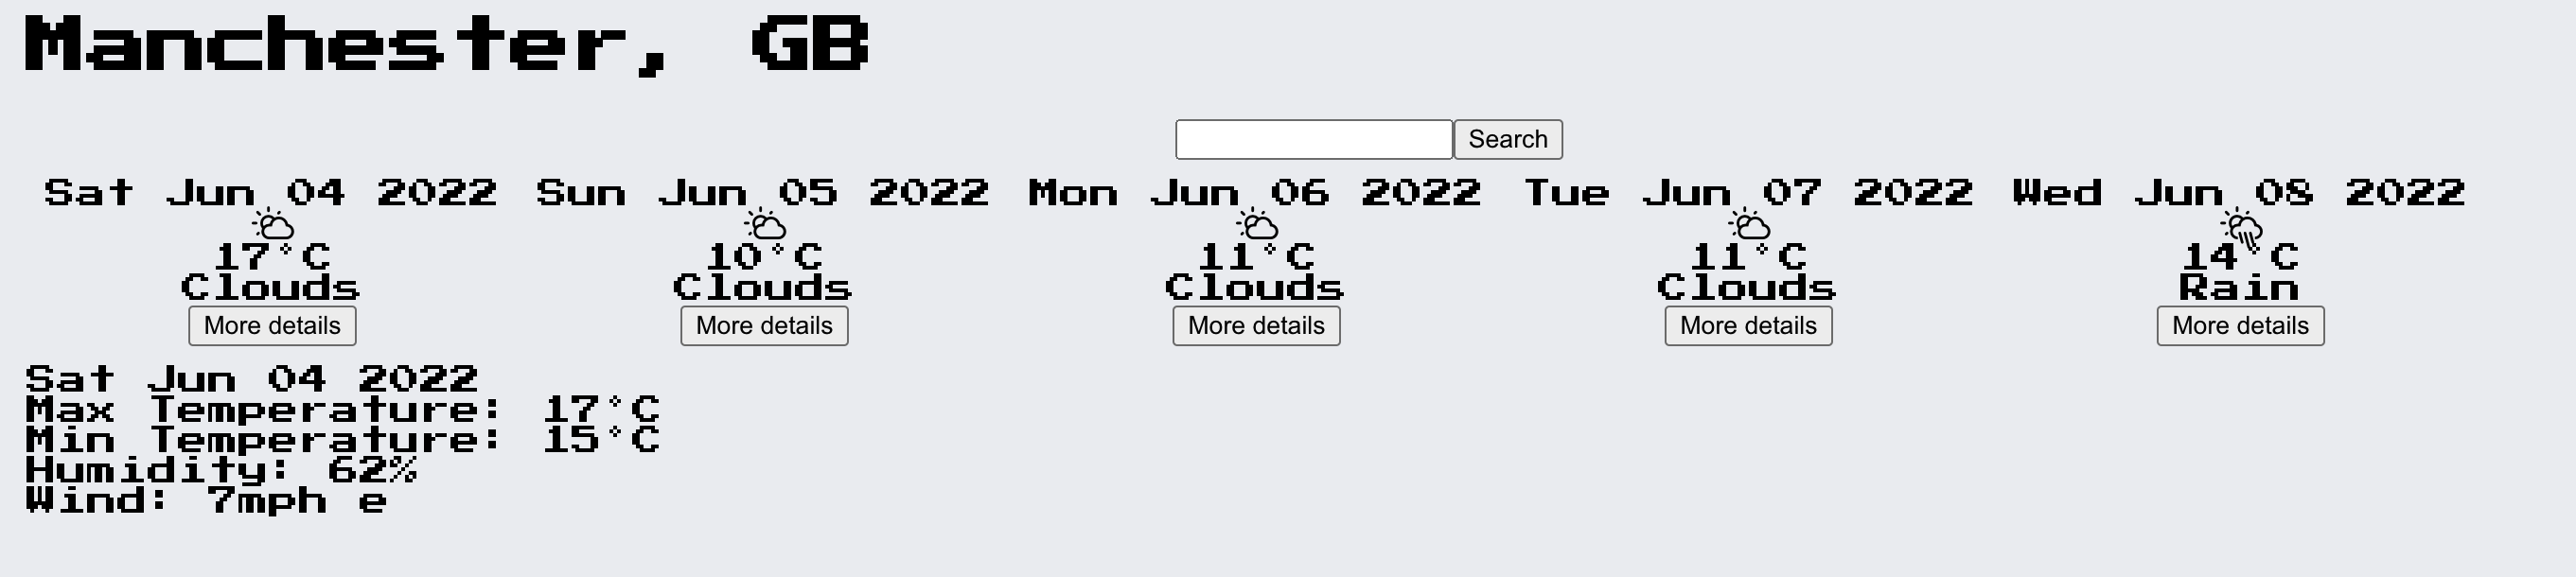 Manchester, GB
Search
Sat Jun 04 2022 Sun Jun 05 2022 Mon Jun 06 2022 Tue Jun 07 2022 Wed Jun 08 2022
17°C 10°C 11°C 11°C 14°C
Clouds Clouds Clouds Clouds Rain
More details More details More details More details More details
Sat Jun 04 2022
Max Temperature: 17°C
Min Temperature: 15°C
Humidity: 62%
Wind: 7mph e